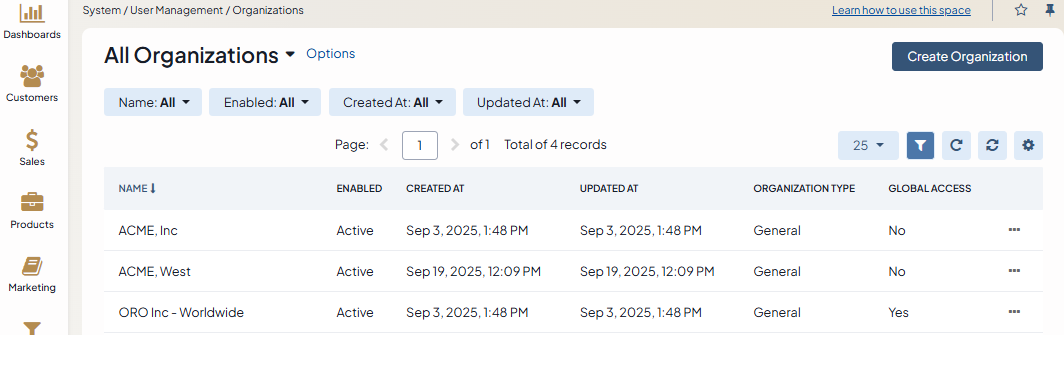 System / User Management / Organizations
Learn how to use this space
Dashboards
Customers
Sales
Products
Marketing
All Organizations Options
Create Organization
Name: All Enabled: All Created At: All Updated At: All
Page: 1 of 1 Total of 4 records 25
NAME ENABLED CREATED AT UPDATED AT ORGANIZATION TYPE GLOBAL ACCESS
ACME, Inc Active Sep 3, 2025, 1:48 PM Sep 3, 2025, 1:48 PM General No
ACME, West Active Sep 19, 2025, 12:09 PM Sep 19, 2025, 12:09 PM General No
ORO Inc - Worldwide Active Sep 3, 2025, 1:48 PM Sep 3, 2025, 1:48 PM General Yes